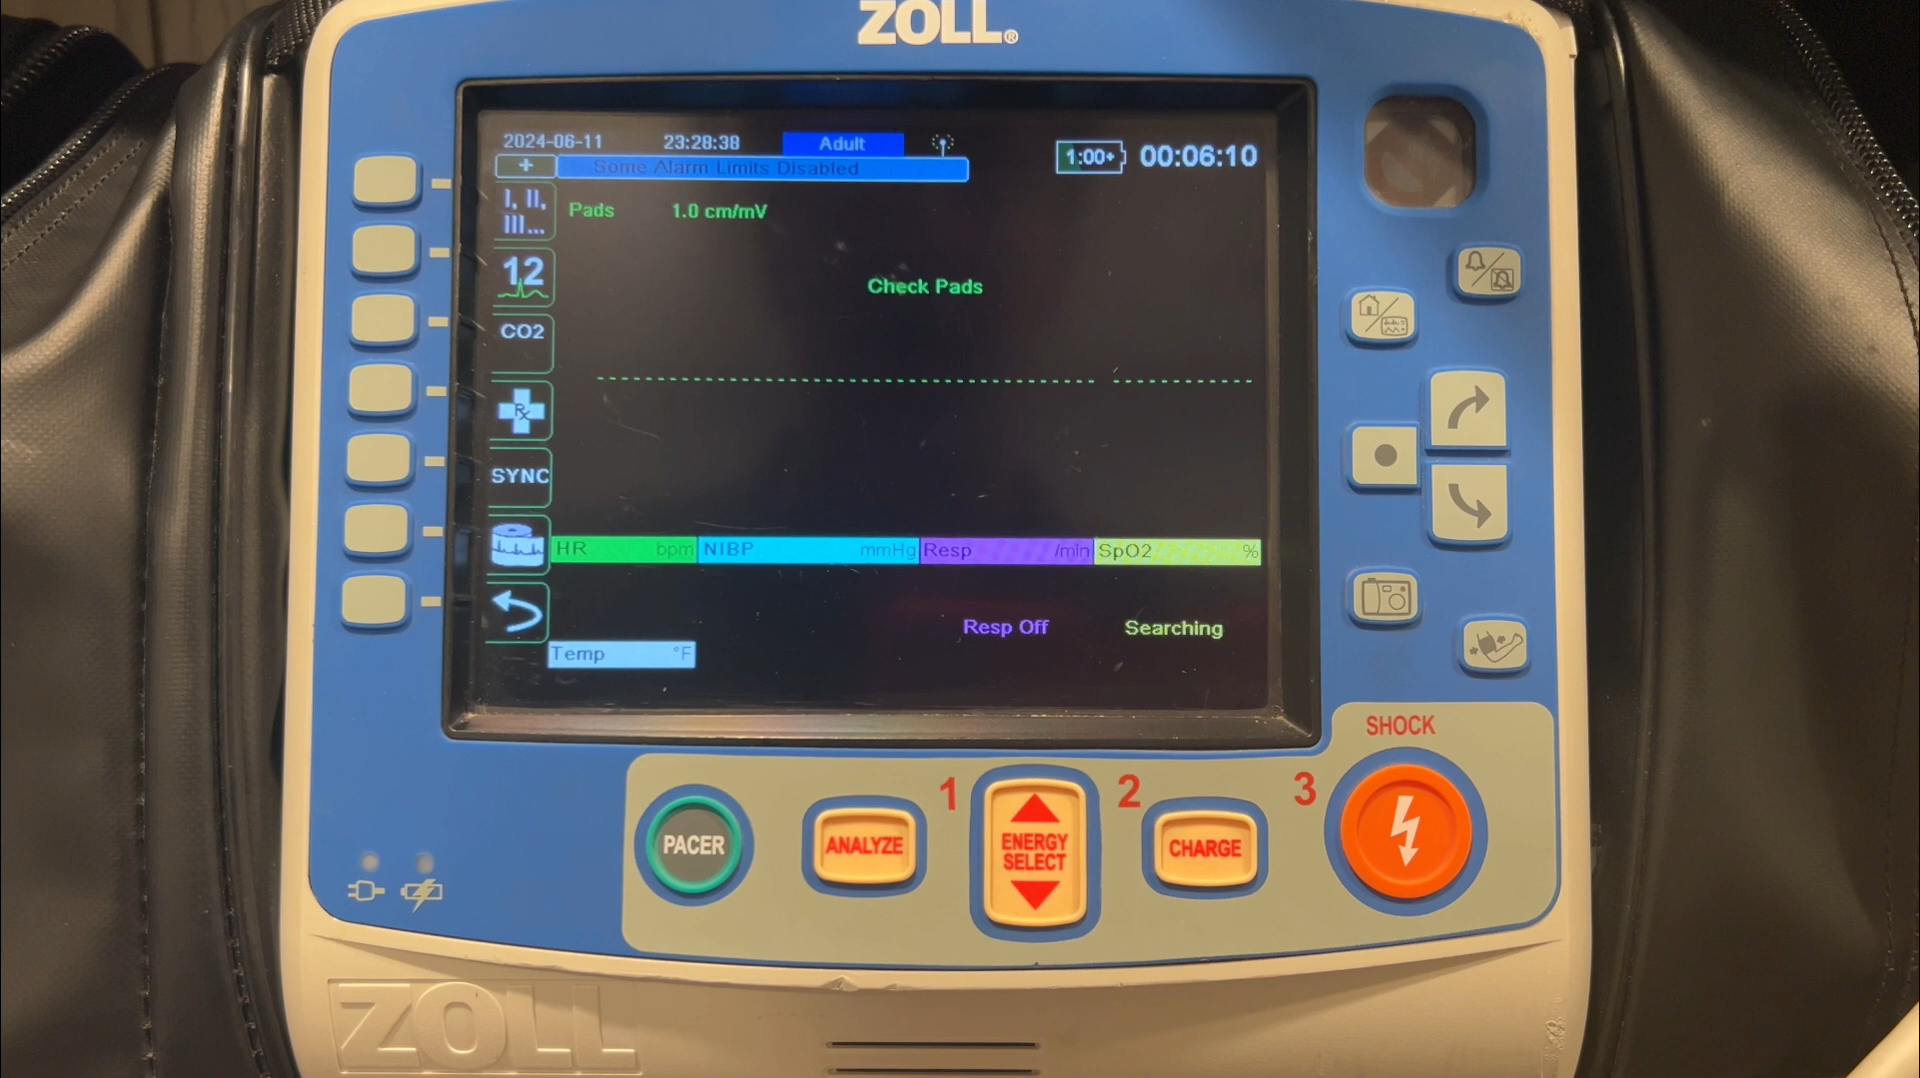 ZOLL®
2024-06-11 23:28:38 Adult 1:00+ 00:06:10
+ Some Alarm Limits Disabled
I, II,
III...
Pads 1.0 cm/mV
12
Check Pads
CO2
Rx
SYNC
HR bpm NIBP mmHg Resp /min SpO2 %
Resp Off Searching
Temp °F
SHOCK
1 2 3
PACER ANALYZE ENERGY
SELECT CHARGE
ZOLL